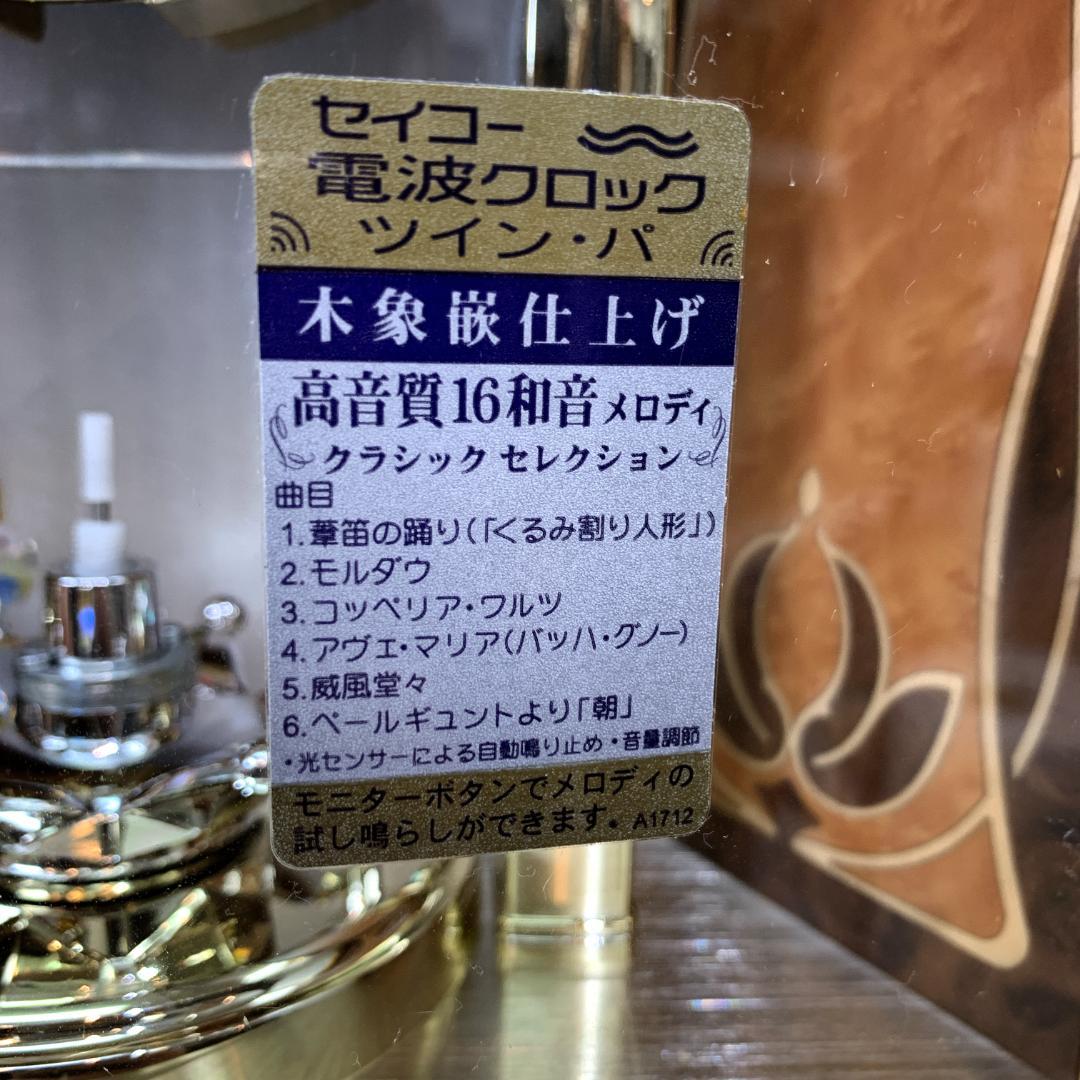 セイコー
電波クロック
ツイン・パ
木象嵌仕上げ
高音質16和音メロディ
クラシック セレクション
曲目
1.葦笛の踊り(「くるみ割り人形」)
2.モルダウ
3.コッペリア・ワルツ
4.アヴェ・マリア(バッハ・グノー)
5.威風堂々
6.ペールギュントより「朝」
・光センサーによる自動鳴り止め・音量調節
モニターボタンでメロディの
試し鳴らしができます。A1712